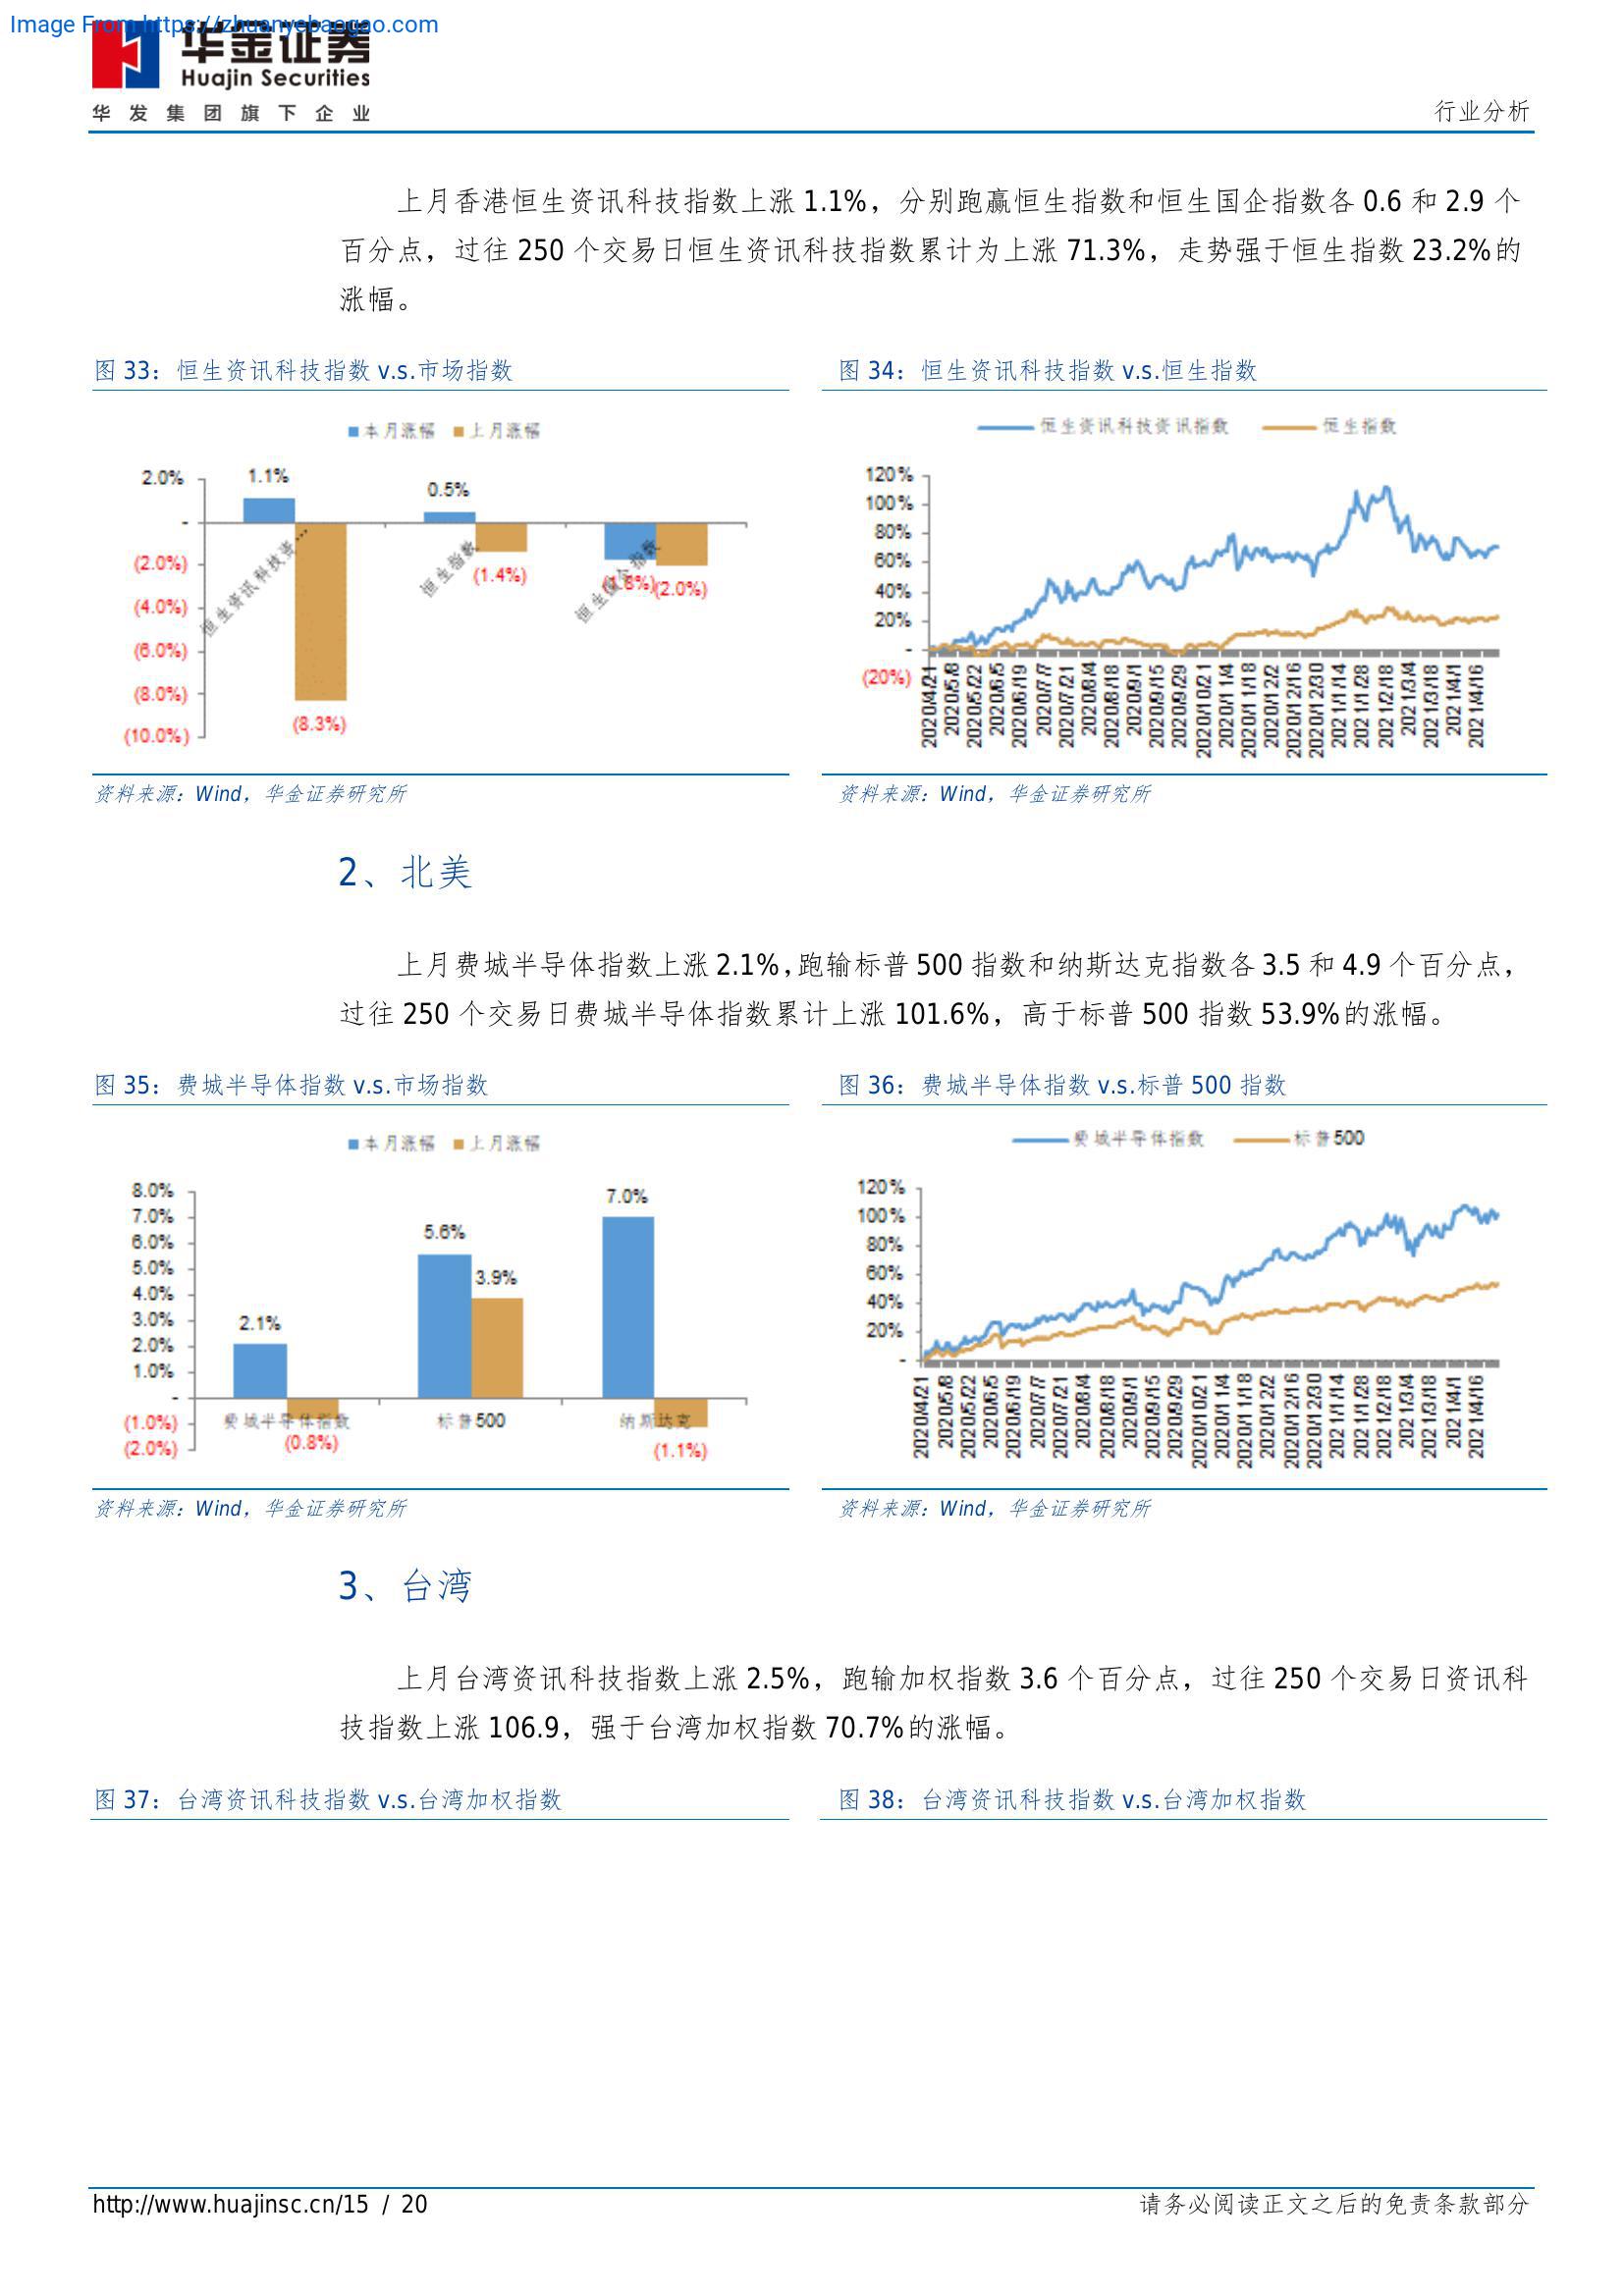 Image From https://zhuanyebaogao.com
华金证券
Huajin Securities
华发集团旗下企业
行业分析
上月香港恒生资讯科技指数上涨 1.1%，分别跑赢恒生指数和恒生国企指数各 0.6 和 2.9 个
百分点，过往 250 个交易日恒生资讯科技指数累计为上涨 71.3%，走势强于恒生指数 23.2%的
涨幅。
图 33：恒生资讯科技指数 v.s.市场指数
本月涨幅 上月涨幅
2.0%
-
(2.0%)
(4.0%)
(6.0%)
(8.0%)
(10.0%)
1.1%
(8.3%)
0.5%
(1.4%)
(1.8%)
(2.0%)
恒生资讯科技资…
恒生指数
恒生国企指数
资料来源：Wind，华金证券研究所
图 34：恒生资讯科技指数 v.s.恒生指数
恒生资讯科技资讯指数 恒生指数
120%
100%
80%
60%
40%
20%
-
(20%)
2020/4/21
2020/5/8
2020/5/22
2020/6/5
2020/6/19
2020/7/7
2020/7/21
2020/8/4
2020/8/18
2020/9/1
2020/9/15
2020/9/29
2020/10/21
2020/11/4
2020/11/18
2020/12/2
2020/12/16
2020/12/30
2021/1/14
2021/1/28
2021/2/18
2021/3/4
2021/3/18
2021/4/1
2021/4/16
资料来源：Wind，华金证券研究所
2、北美
上月费城半导体指数上涨 2.1%，跑输标普 500 指数和纳斯达克指数各 3.5 和 4.9 个百分点，
过往 250 个交易日费城半导体指数累计上涨 101.6%，高于标普 500 指数 53.9%的涨幅。
图 35：费城半导体指数 v.s.市场指数
本月涨幅 上月涨幅
8.0%
7.0%
6.0%
5.0%
4.0%
3.0%
2.0%
1.0%
-
(1.0%)
(2.0%)
2.1%
(0.8%)
5.6%
3.9%
7.0%
(1.1%)
费城半导体指数
标普500
纳斯达克
资料来源：Wind，华金证券研究所
图 36：费城半导体指数 v.s.标普 500 指数
费城半导体指数 标普500
120%
100%
80%
60%
40%
20%
-
2020/4/21
2020/5/8
2020/5/22
2020/6/5
2020/6/19
2020/7/7
2020/7/21
2020/8/4
2020/8/18
2020/9/1
2020/9/15
2020/9/29
2020/10/21
2020/11/4
2020/11/18
2020/12/2
2020/12/16
2020/12/30
2021/1/14
2021/1/28
2021/2/18
2021/3/4
2021/3/18
2021/4/1
2021/4/16
资料来源：Wind，华金证券研究所
3、台湾
上月台湾资讯科技指数上涨 2.5%，跑输加权指数 3.6 个百分点，过往 250 个交易日资讯科
技指数上涨 106.9，强于台湾加权指数 70.7%的涨幅。
图 37：台湾资讯科技指数 v.s.台湾加权指数
图 38：台湾资讯科技指数 v.s.台湾加权指数
http://www.huajinsc.cn/15 / 20
请务必阅读正文之后的免责条款部分